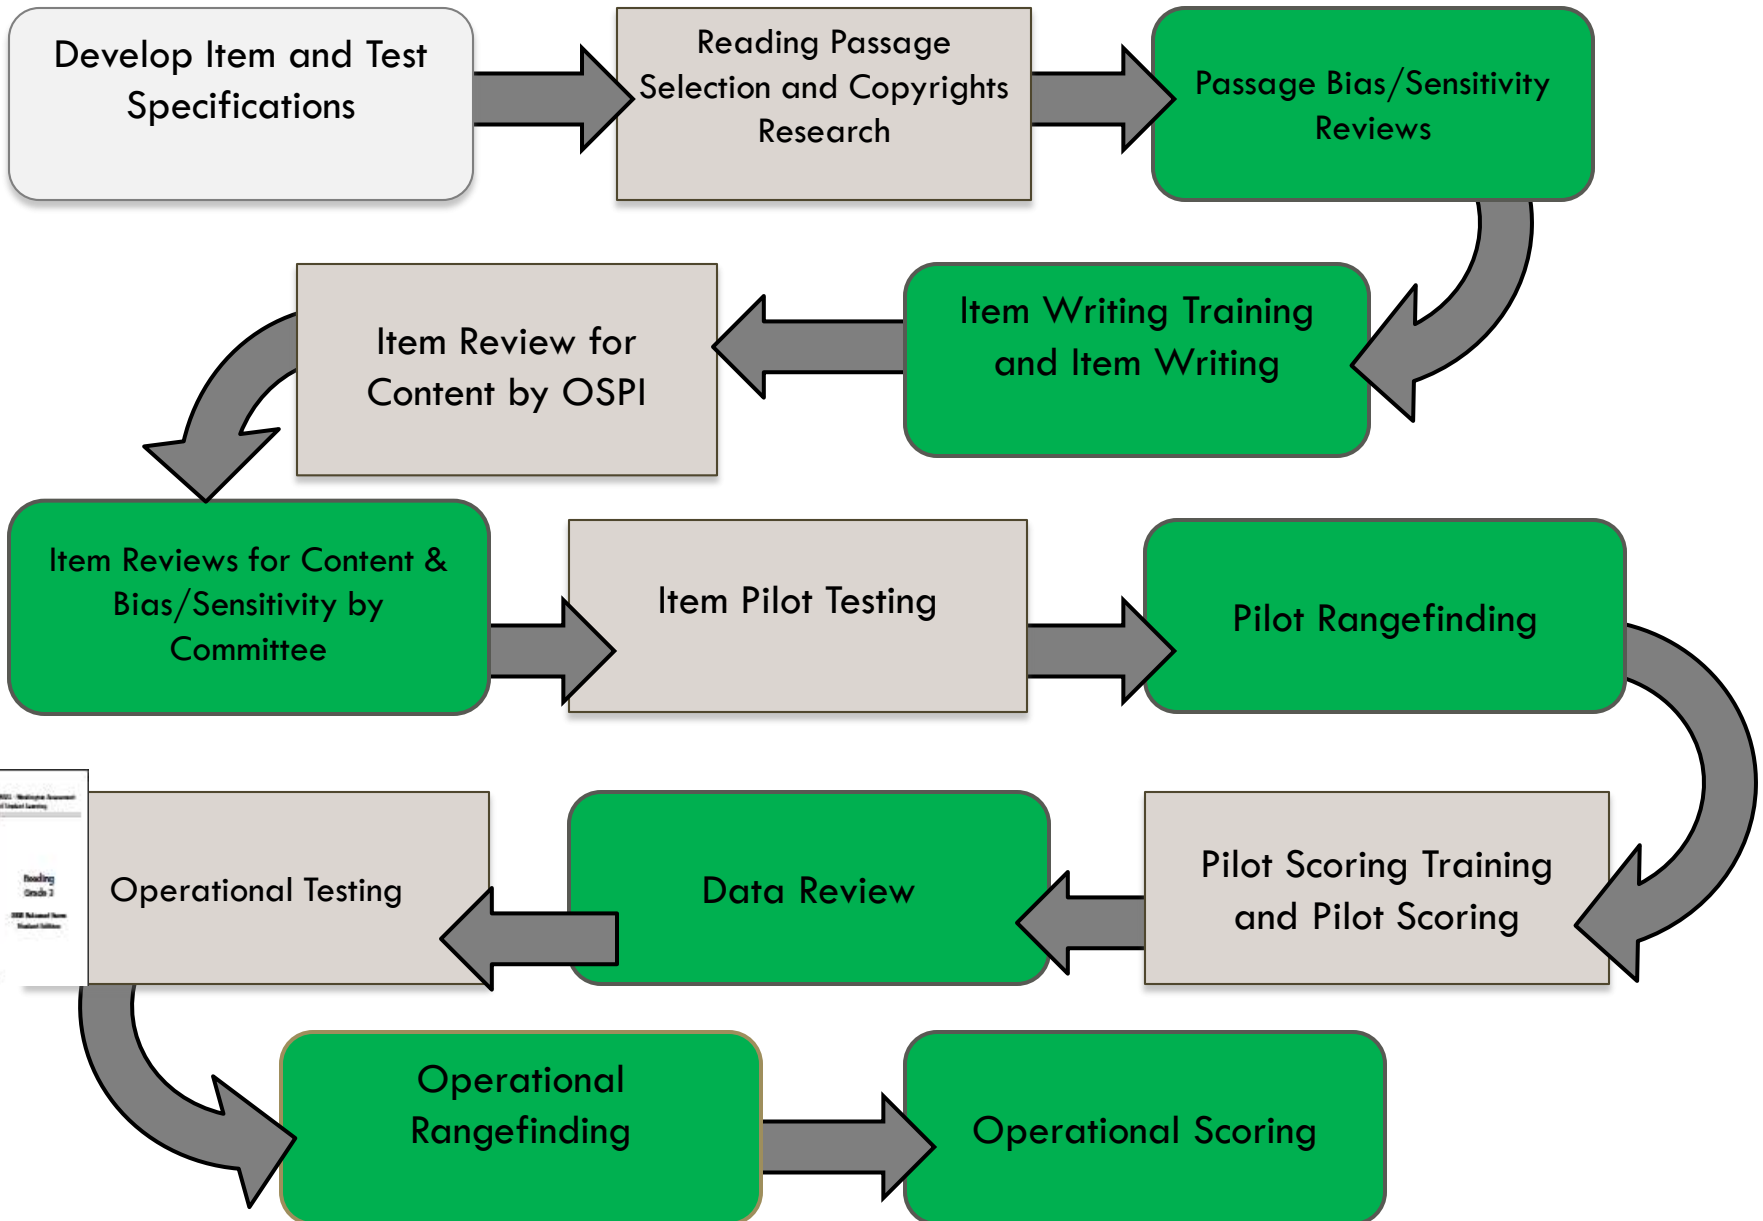 Develop Item and Test
Specifications
Reading Passage
Selection and Copyrights
Research
Passage Bias/Sensitivity
Reviews
Item Writing Training
and Item Writing
Item Review for
Content by OSPI
Item Reviews for Content &
Bias/Sensitivity by
Committee
Item Pilot Testing
Pilot Rangefinding
Pilot Scoring Training
and Pilot Scoring
Data Review
Operational Testing
Reading
Operational
Rangefinding
Operational Scoring